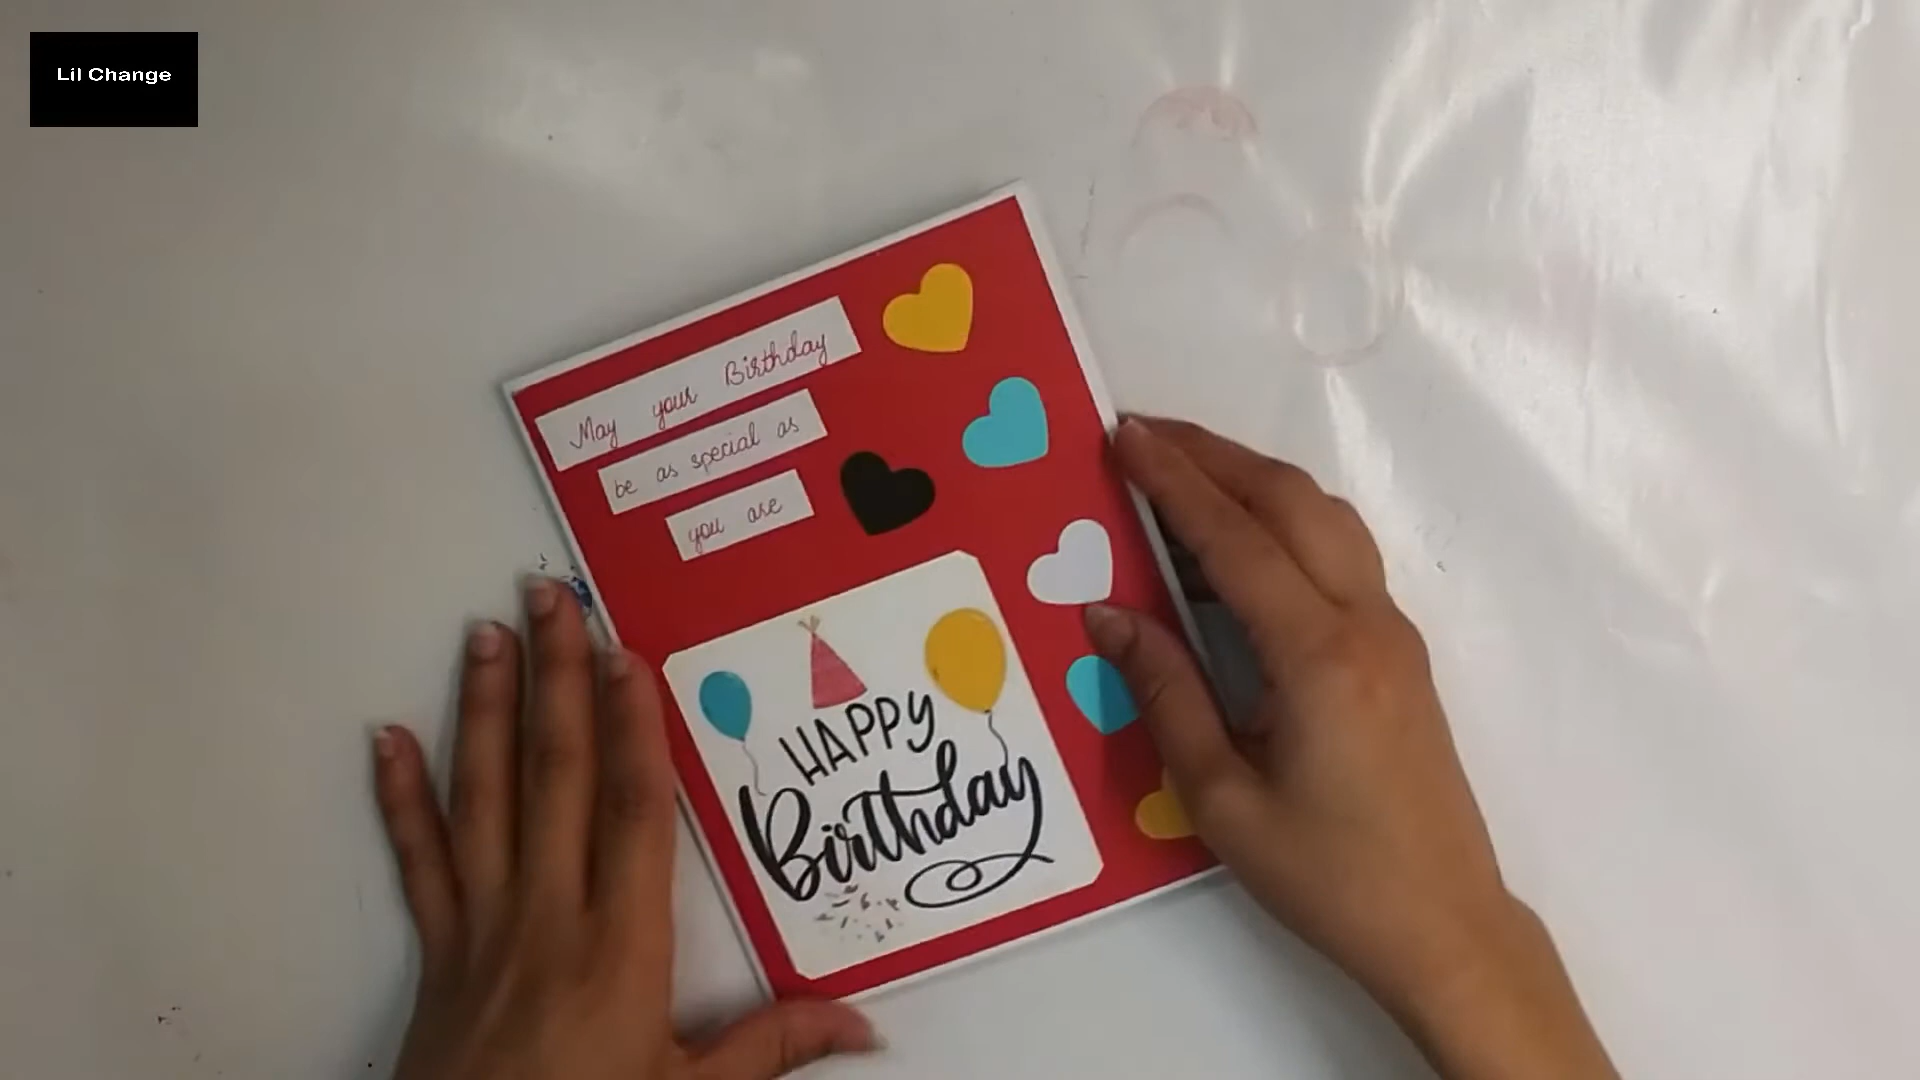 Lil Change
May your Birthday
be as special as
you are
HAPPY
Birthday